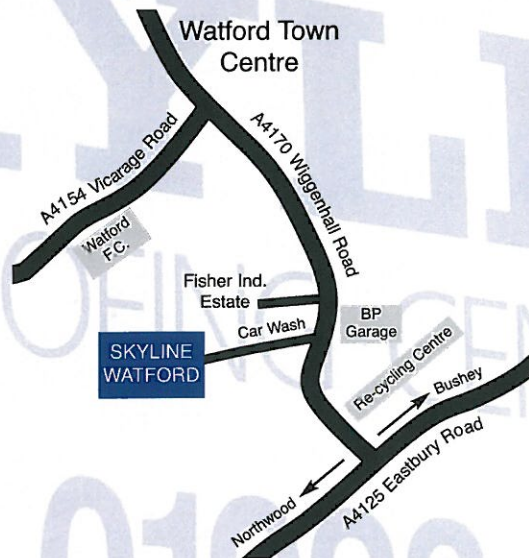 Watford Town
Centre
A4154 Vicarage Road
A4170 Wiggenhall Road
Watford
F.C.
Fisher Ind.
Estate
BP
Garage
Car Wash
SKYLINE
WATFORD
Re-cycling Centre
Bushey
Northwood
A4125 Eastbury Road